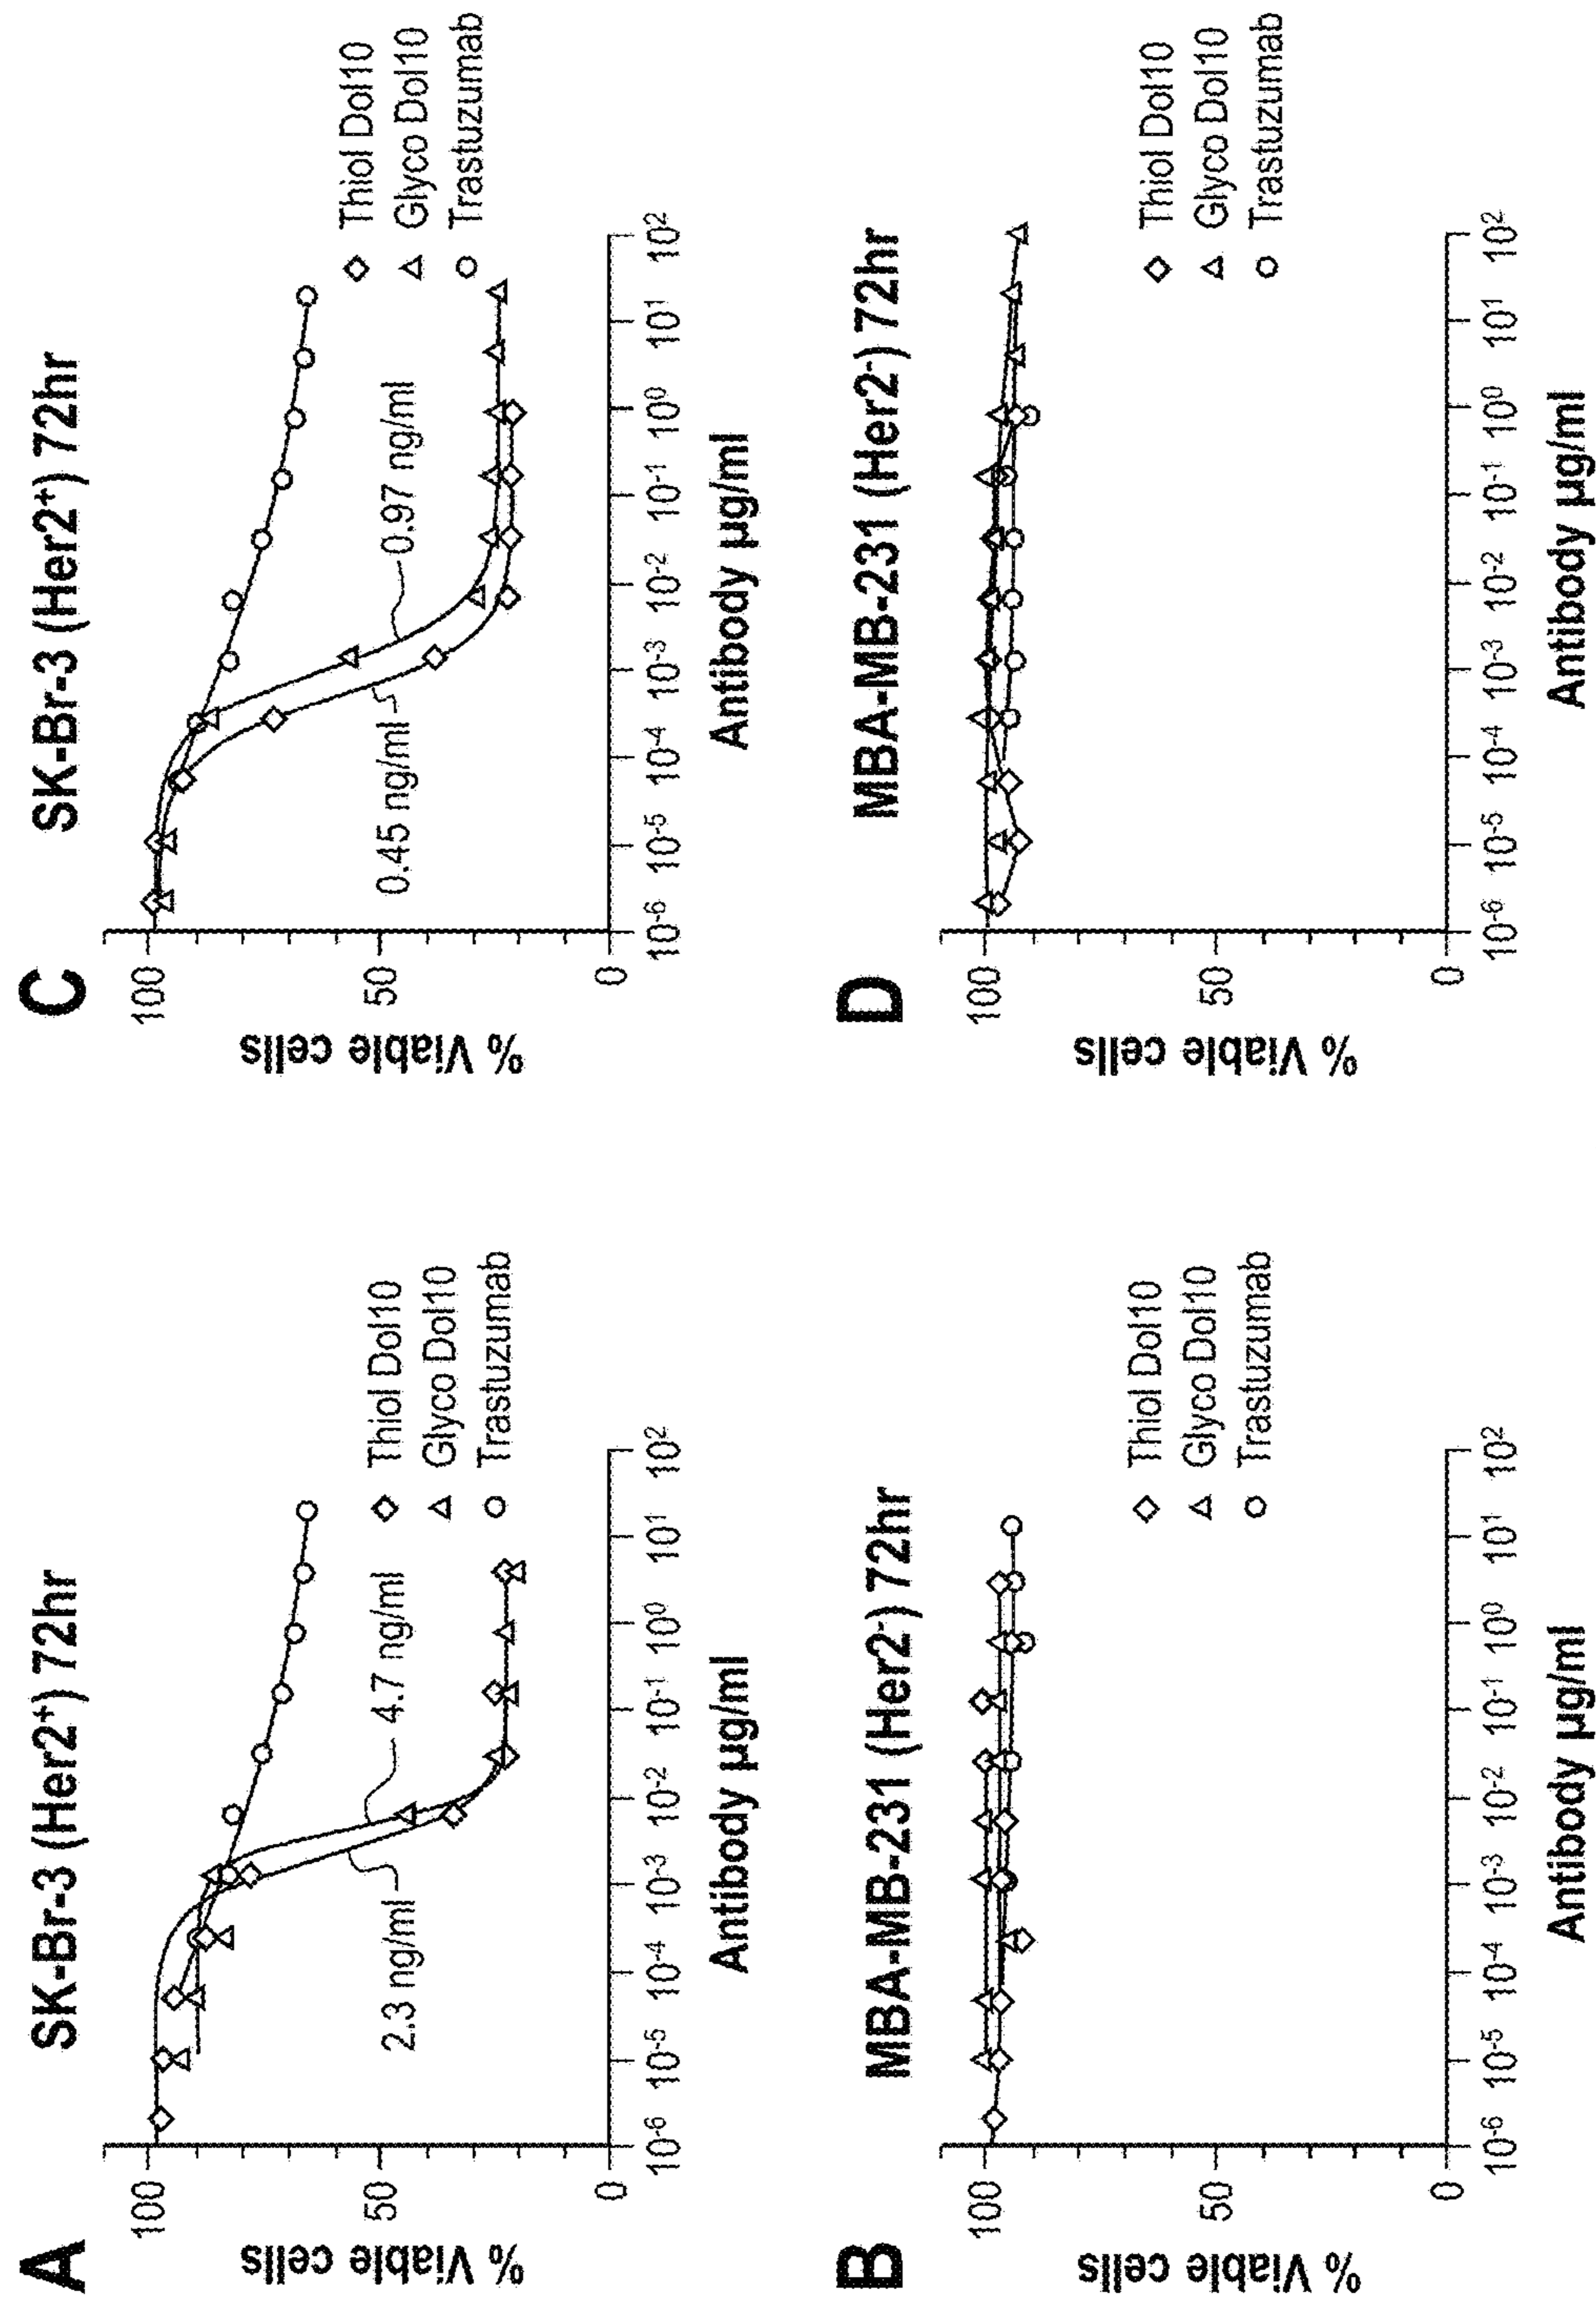 A
SK-Br-3 (Her2⁺) 72hr
% Viable cells
100
50
0
2.3 ng/ml
4.7 ng/ml
Thiol Dol10
Glyco Dol10
Trastuzumab
10⁻⁶ 10⁻⁵ 10⁻⁴ 10⁻³ 10⁻² 10⁻¹ 10⁰ 10¹ 10²
Antibody µg/ml
B
MBA-MB-231 (Her2⁻) 72hr
% Viable cells
100
50
0
Thiol Dol10
Glyco Dol10
Trastuzumab
10⁻⁶ 10⁻⁵ 10⁻⁴ 10⁻³ 10⁻² 10⁻¹ 10⁰ 10¹ 10²
Antibody µg/ml
C
SK-Br-3 (Her2⁺) 72hr
% Viable cells
100
50
0
0.45 ng/ml
0.97 ng/ml
Thiol Dol10
Glyco Dol10
Trastuzumab
10⁻⁶ 10⁻⁵ 10⁻⁴ 10⁻³ 10⁻² 10⁻¹ 10⁰ 10¹ 10²
Antibody µg/ml
D
MBA-MB-231 (Her2⁻) 72hr
% Viable cells
100
50
0
Thiol Dol10
Glyco Dol10
Trastuzumab
10⁻⁶ 10⁻⁵ 10⁻⁴ 10⁻³ 10⁻² 10⁻¹ 10⁰ 10¹ 10²
Antibody µg/ml